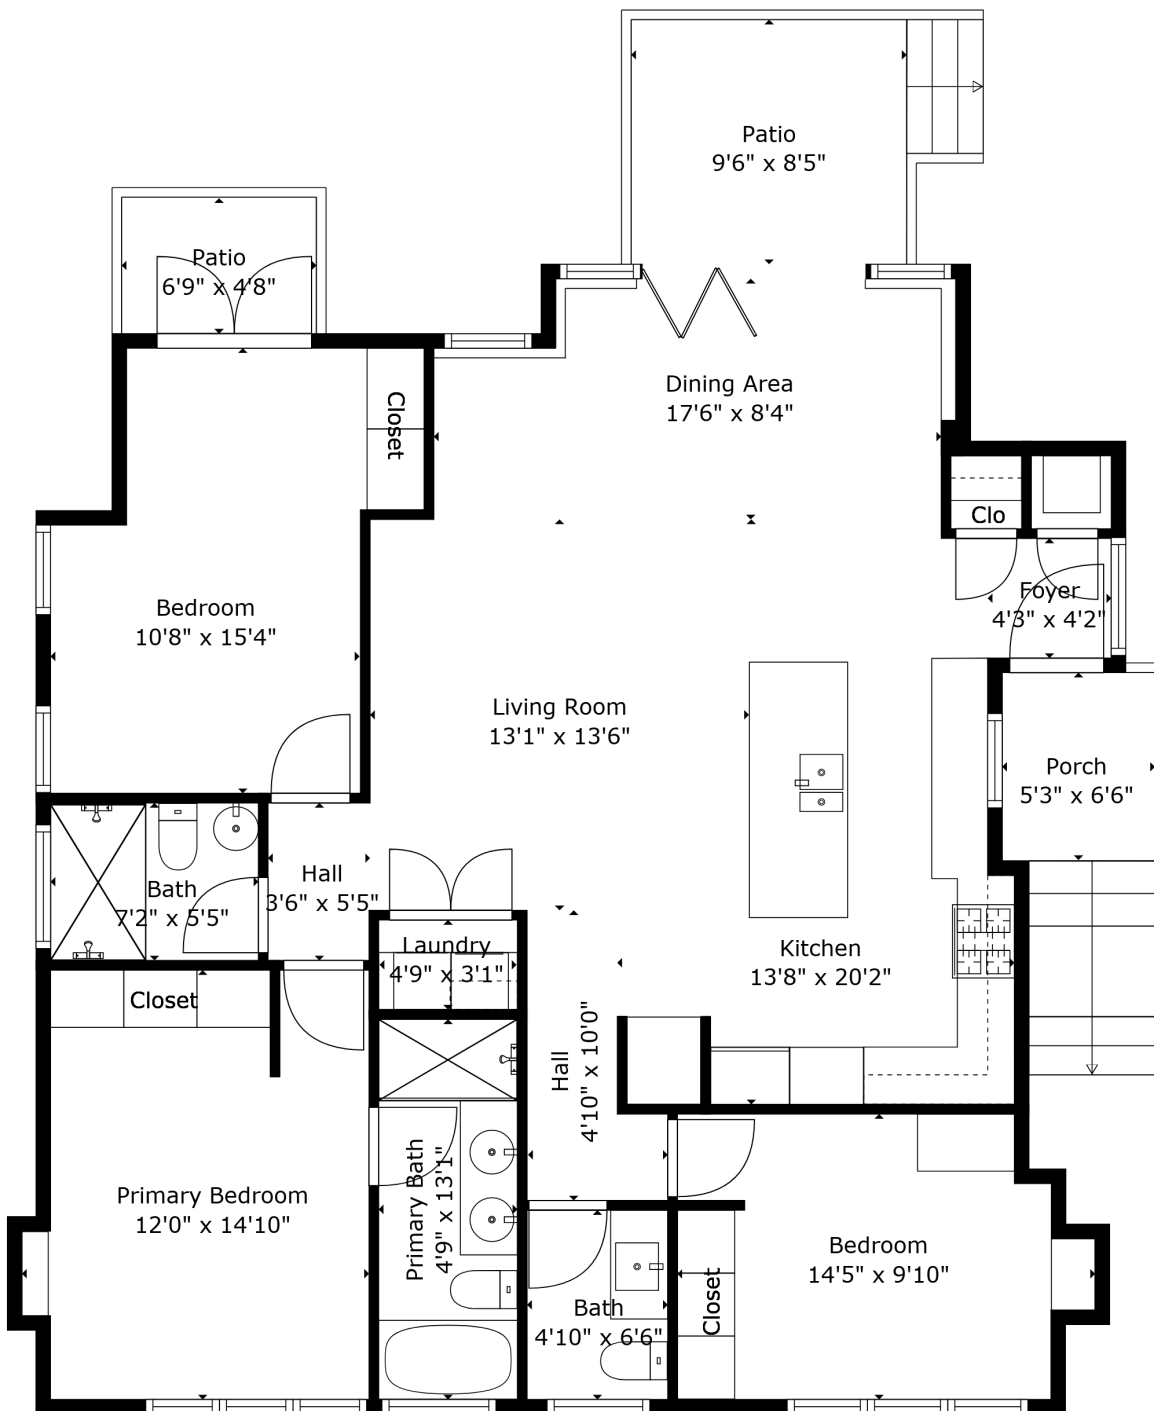 Patio
9'6" x 8'5"
Patio
6'9" x 4'8"
Dining Area
17'6" x 8'4"
Closet
Clo
Foyer
4'3" x 4'2"
Bedroom
10'8" x 15'4"
Living Room
13'1" x 13'6"
Porch
5'3" x 6'6"
Bath
7'2" x 5'5"
Hall
3'6" x 5'5"
Laundry
4'9" x 3'1"
Kitchen
13'8" x 20'2"
Closet
Hall
4'10" x 10'0"
Primary Bedroom
12'0" x 14'10"
Primary Bath
4'9" x 13'1"
Bedroom
14'5" x 9'10"
Closet
Bath
4'10" x 6'6"